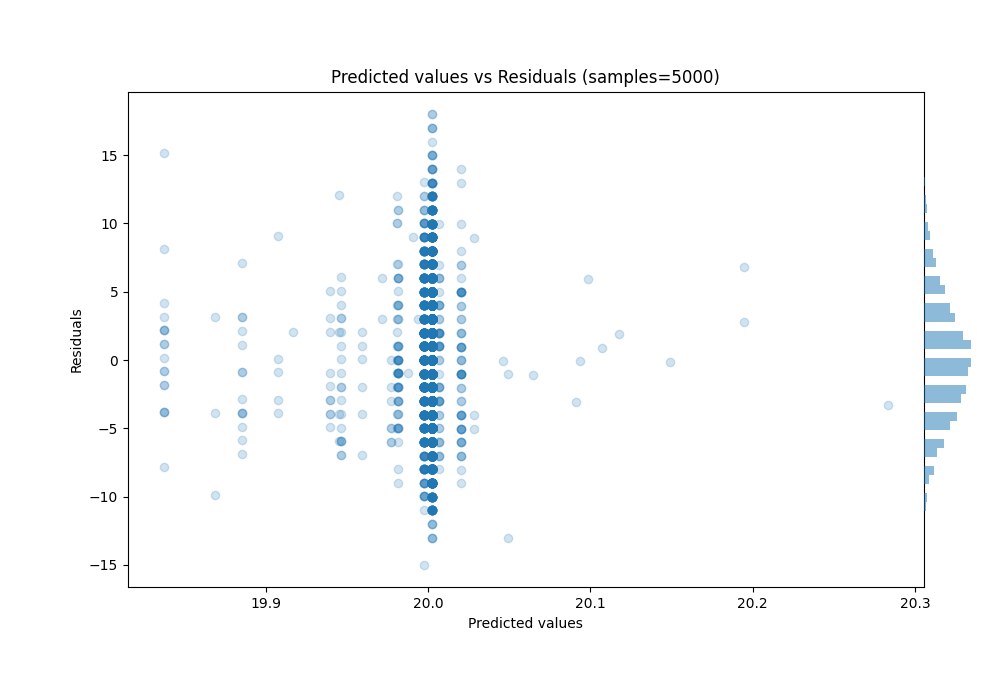 Predicted values vs Residuals (samples=5000)
15
10
5
0
−5
−10
−15
Residuals
19.9 20.0 20.1 20.2 20.3
Predicted values